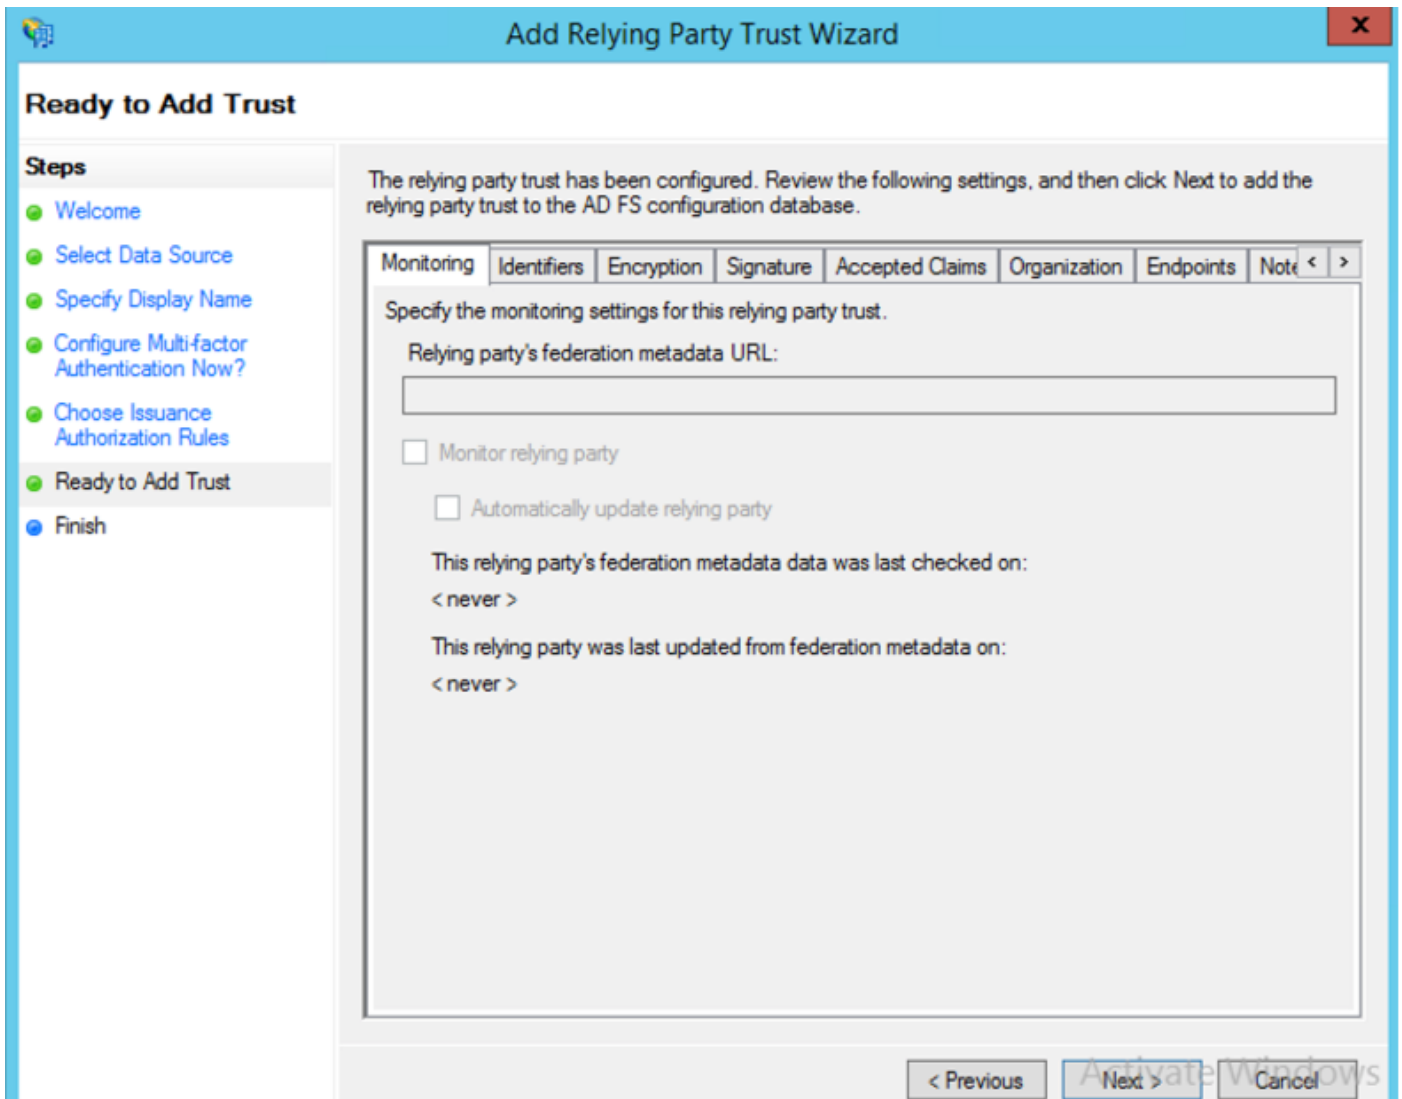 Add Relying Party Trust Wizard
X
Ready to Add Trust
Steps
Welcome
Select Data Source
Specify Display Name
Configure Multi-factor
Authentication Now?
Choose Issuance
Authorization Rules
Ready to Add Trust
Finish
The relying party trust has been configured. Review the following settings, and then click Next to add the
relying party trust to the AD FS configuration database.
Monitoring Identifiers Encryption Signature Accepted Claims Organization Endpoints Note < >
Specify the monitoring settings for this relying party trust.
Relying party's federation metadata URL:
Monitor relying party
Automatically update relying party
This relying party's federation metadata data was last checked on:
< never >
This relying party was last updated from federation metadata on:
< never >
< Previous Next > Cancel
Activate Windows